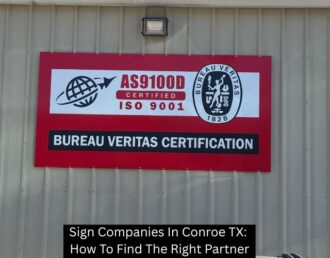 AS9100D
CERTIFIED
ISO 9001
BUREAU VERITAS
1828
BUREAU VERITAS CERTIFICATION
Sign Companies In Conroe TX:
How To Find The Right Partner